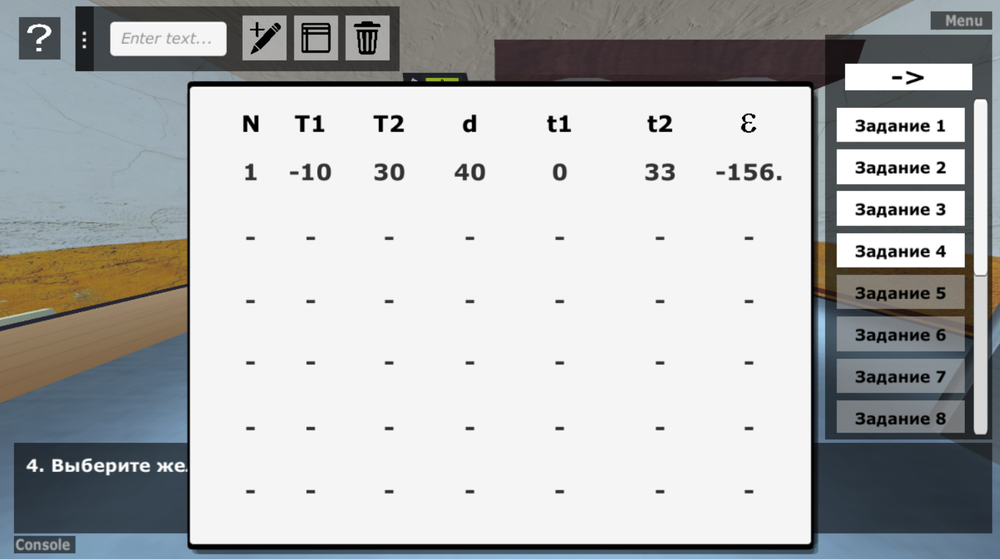 ?
Enter text...
Menu
->
N T1 T2 d t1 t2 ε
1 -10 30 40 0 33 -156.
- - - - - - -
- - - - - - -
- - - - - - -
- - - - - - -
- - - - - - -
Задание 1
Задание 2
Задание 3
Задание 4
Задание 5
Задание 6
Задание 7
Задание 8
4. Выберите
Console